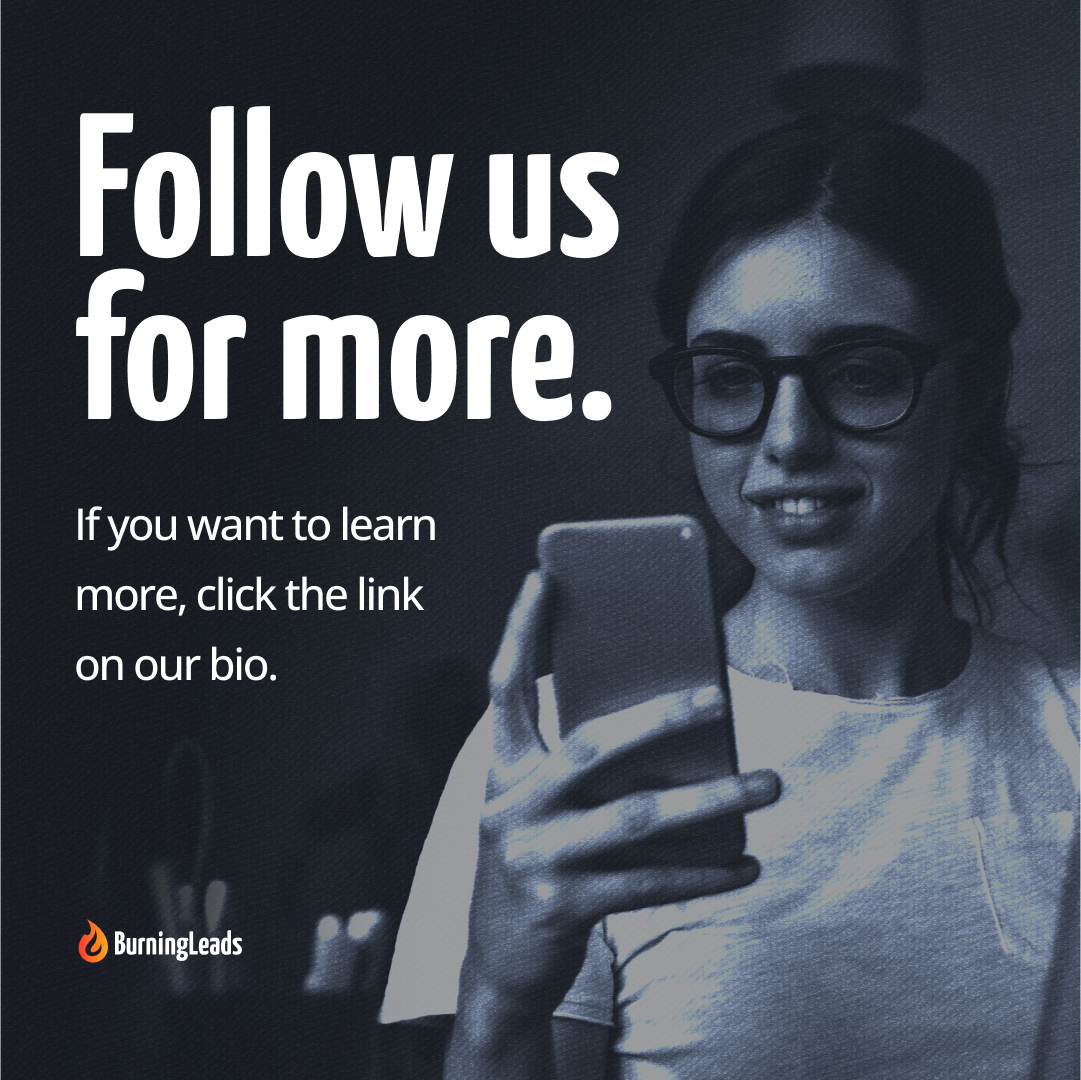 Follow us
for more.
If you want to learn
more, click the link
on our bio.
BurningLeads